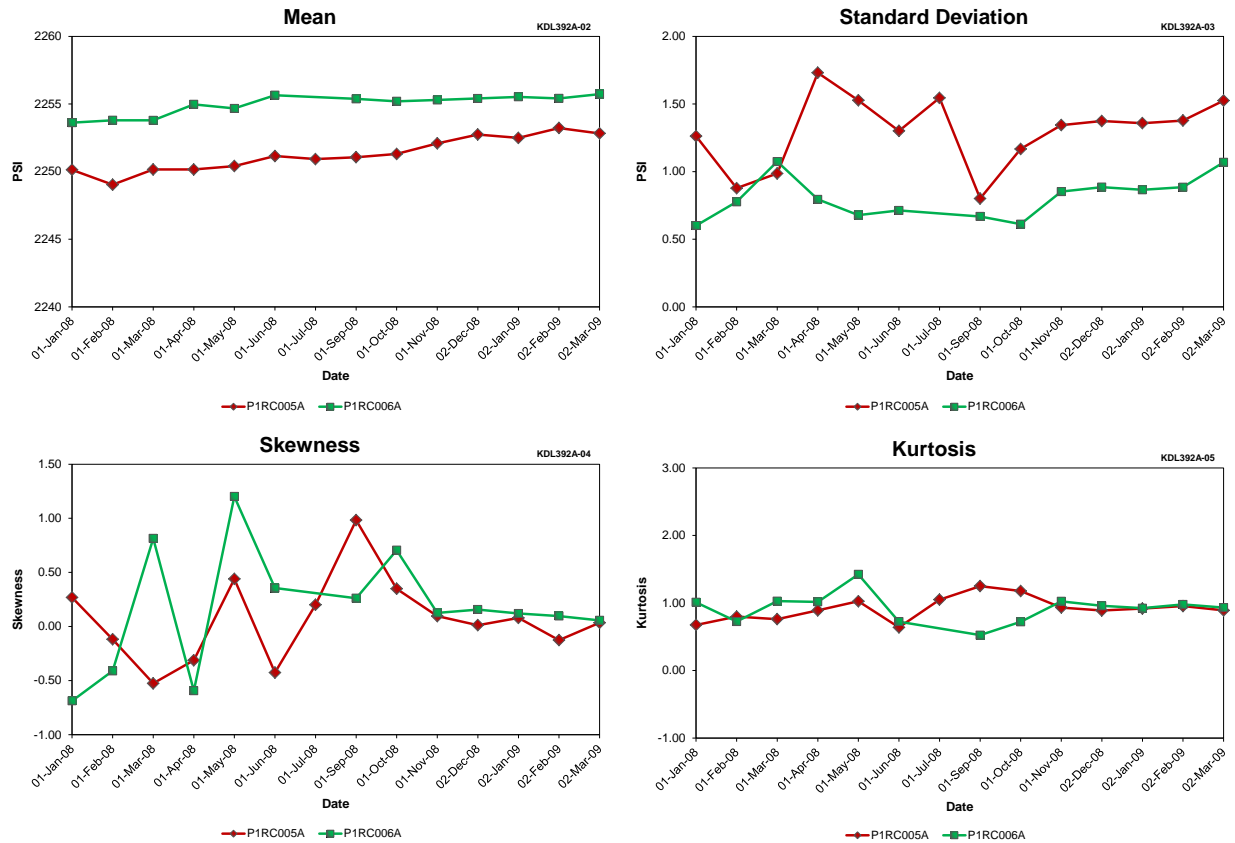 Mean
KDL392A-02
2260
2255
2250
2245
2240
PSI
01-Jan-08
01-Feb-08
01-Mar-08
01-Apr-08
01-May-08
01-Jun-08
01-Jul-08
01-Sep-08
01-Oct-08
01-Nov-08
02-Dec-08
02-Jan-09
02-Feb-09
02-Mar-09
Date
P1RC005A P1RC006A
Standard Deviation
KDL392A-03
2.00
1.50
1.00
0.50
0.00
PSI
01-Jan-08
01-Feb-08
01-Mar-08
01-Apr-08
01-May-08
01-Jun-08
01-Jul-08
01-Sep-08
01-Oct-08
01-Nov-08
02-Dec-08
02-Jan-09
02-Feb-09
02-Mar-09
Date
P1RC005A P1RC006A
Skewness
KDL392A-04
1.50
1.00
0.50
0.00
-0.50
-1.00
Skewness
01-Jan-08
01-Feb-08
01-Mar-08
01-Apr-08
01-May-08
01-Jun-08
01-Jul-08
01-Sep-08
01-Oct-08
01-Nov-08
02-Dec-08
02-Jan-09
02-Feb-09
02-Mar-09
Date
P1RC005A P1RC006A
Kurtosis
KDL392A-05
3.00
2.00
1.00
0.00
-1.00
Kurtosis
01-Jan-08
01-Feb-08
01-Mar-08
01-Apr-08
01-May-08
01-Jun-08
01-Jul-08
01-Sep-08
01-Oct-08
01-Nov-08
02-Dec-08
02-Jan-09
02-Feb-09
02-Mar-09
Date
P1RC005A P1RC006A